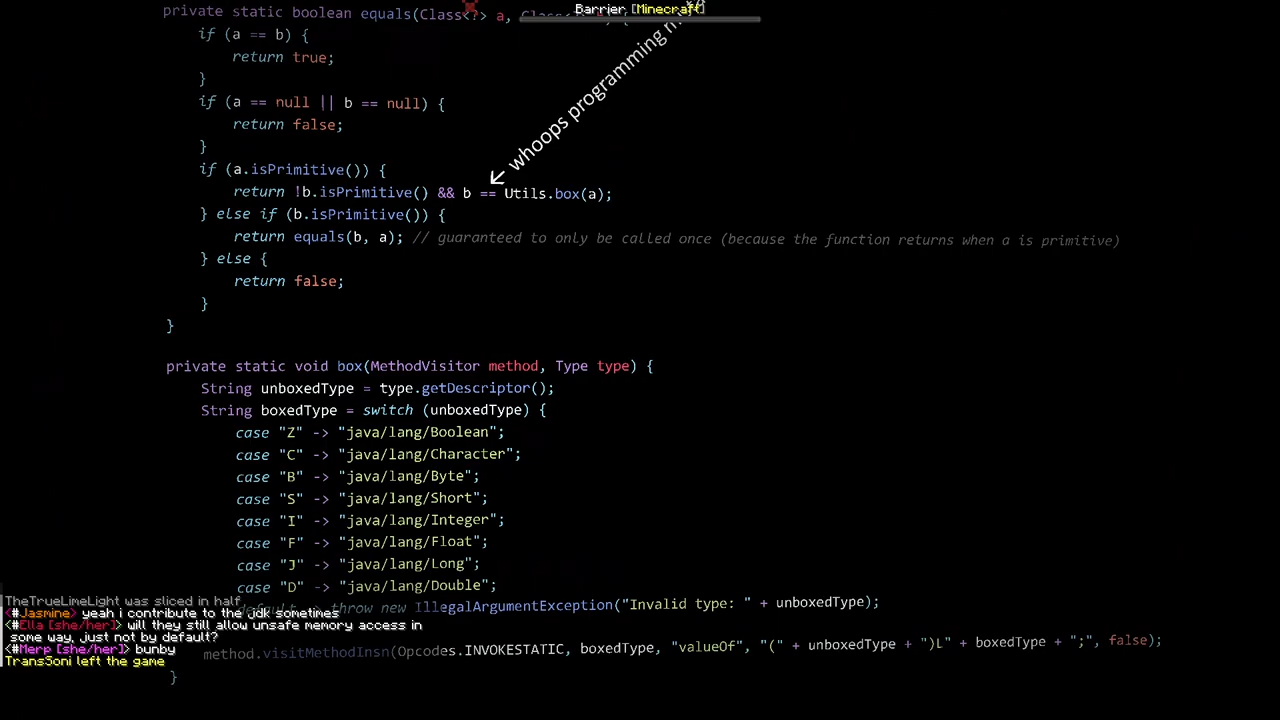 Barrier [Minecraft]
private static boolean equals(Class<?> a, Class<?>
if (a == b) {
return true;
}
if (a == null || b == null) {
return false;
}
whoops programming
if (a.isPrimitive()) {
return !b.isPrimitive() && b == Utils.box(a);
} else if (b.isPrimitive()) {
return equals(b, a); // guaranteed to only be called once (because the function returns when a is primitive)
} else {
return false;
}
}
private static void box(MethodVisitor method, Type type) {
String unboxedType = type.getDescriptor();
String boxedType = switch (unboxedType) {
case "Z" -> "java/lang/Boolean";
case "C" -> "java/lang/Character";
case "B" -> "java/lang/Byte";
case "S" -> "java/lang/Short";
case "I" -> "java/lang/Integer";
case "F" -> "java/lang/Float";
case "J" -> "java/lang/Long";
case "D" -> "java/lang/Double";
default -> throw new IllegalArgumentException("Invalid type: " + unboxedType);
method.visitMethodInsn(Opcodes.INVOKESTATIC, boxedType, "valueOf", "(" + unboxedType + ")L" + boxedType + ";", false);
}
TheTrueLimeLight was sliced in half
<#Jasmine> yeah i contribute to the jdk sometimes
<#Ella [she/her]> will they still allow unsafe memory access in
some way, just not by default?
<#Merp [she/her]> bunby
TransSoni left the game